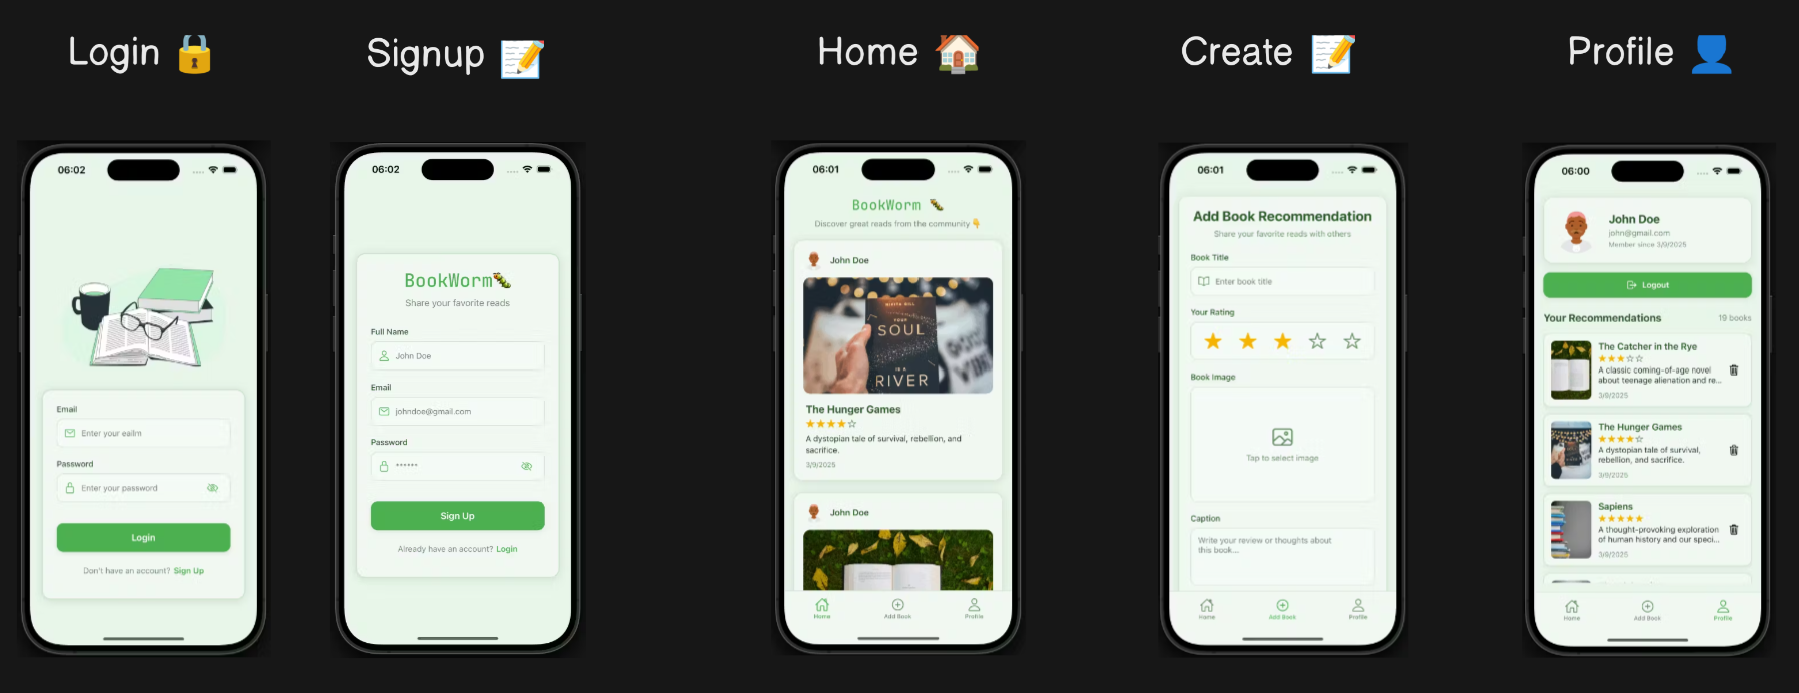 Login 🔒
Signup 📝
Home 🏠
Create 📝
Profile 👤
06:02
Email
Enter your eailm
Password
Enter your password
Login
Don't have an account? Sign Up
06:02
BookWorm🐛
Share your favorite reads
Full Name
John Doe
Email
johndoe@gmail.com
Password
••••••
Sign Up
Already have an account? Login
06:01
BookWorm 🐛
Discover great reads from the community 👇
John Doe
YOUR
SOUL
IS A
RIVER
The Hunger Games
★★★★☆
A dystopian tale of survival, rebellion, and
sacrifice.
3/9/2025
John Doe
Home
Add Book
Profile
06:01
Add Book Recommendation
Share your favorite reads with others
Book Title
Enter book title
Your Rating
★ ★ ★ ☆ ☆
Book Image
Tap to select image
Caption
Write your review or thoughts about
this book...
Home
Add Book
Profile
06:00
John Doe
john@gmail.com
Member since 3/9/2025
Logout
Your Recommendations
19 books
The Catcher in the Rye
★★★☆☆
A classic coming-of-age novel
about teenage alienation and re...
3/9/2025
The Hunger Games
★★★★☆
A dystopian tale of survival,
rebellion, and sacrifice.
3/9/2025
Sapiens
★★★★★
A thought-provoking exploration
of human history and our speci...
3/9/2025
Home
Add Book
Profile